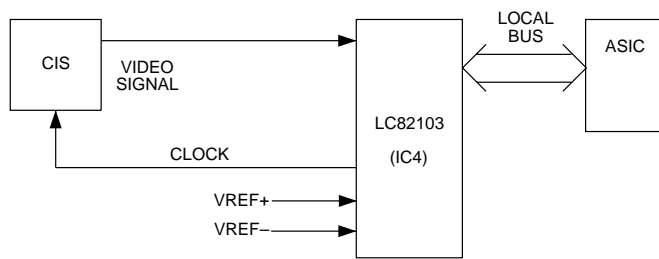 LOCAL
BUS
CIS
VIDEO
SIGNAL
ASIC
LC82103
(IC4)
CLOCK
VREF+
VREF–